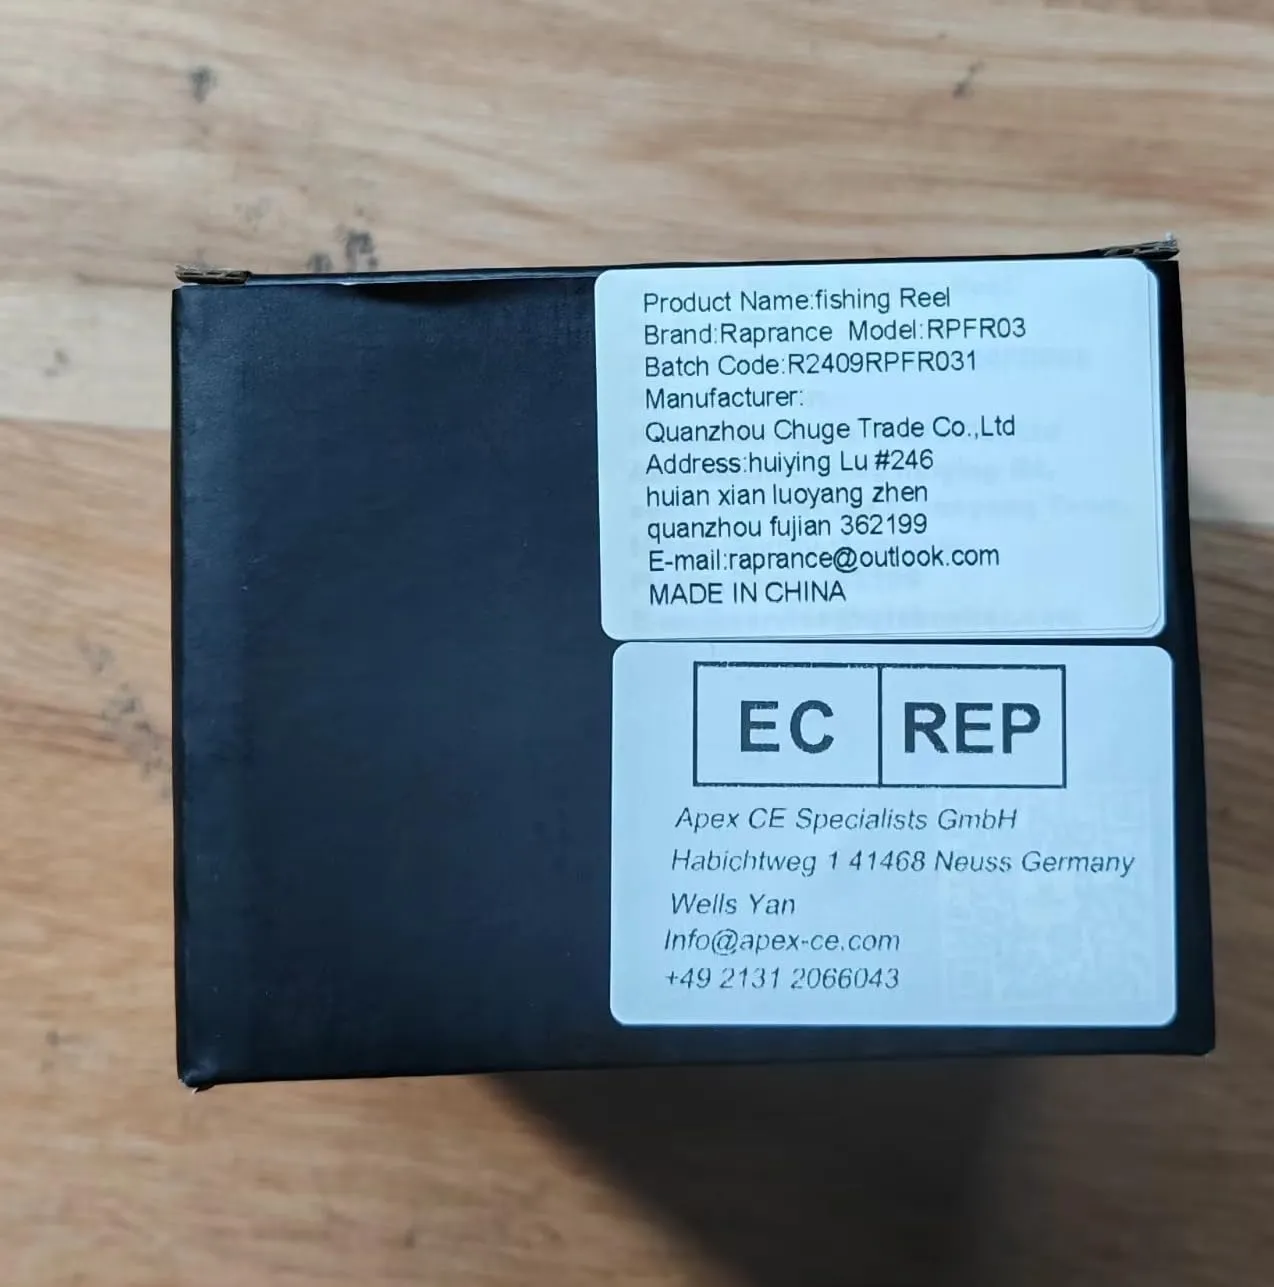 Product Name:fishing Reel
Brand:Raprance Model:RPFR03
Batch Code:R2409RPFR031
Manufacturer:
Quanzhou Chuge Trade Co.,Ltd
Address:huiying Lu #246
huian xian luoyang zhen
quanzhou fujian 362199
E-mail:raprance@outlook.com
MADE IN CHINA
EC REP
Apex CE Specialists GmbH
Habichtweg 1 41468 Neuss Germany
Wells Yan
Info@apex-ce.com
+49 2131 2066043